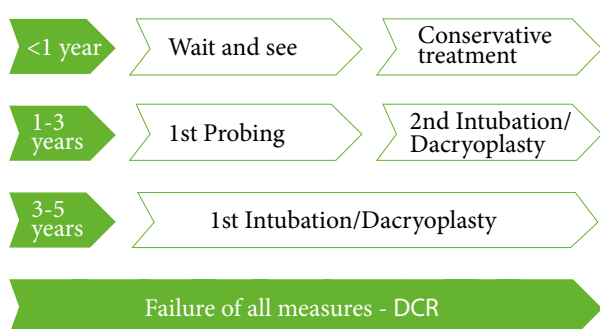 <1 year
Wait and see
Conservative
treatment
1-3
years
1st Probing
2nd Intubation/
Dacryoplasty
3-5
years
1st Intubation/Dacryoplasty
Failure of all measures - DCR